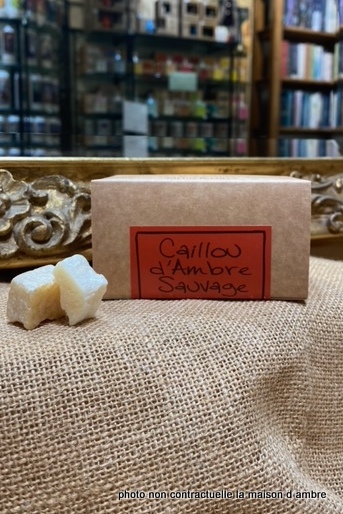 Caillou
d'Ambre
Sauvage
photo non contractuelle la maison d'ambre